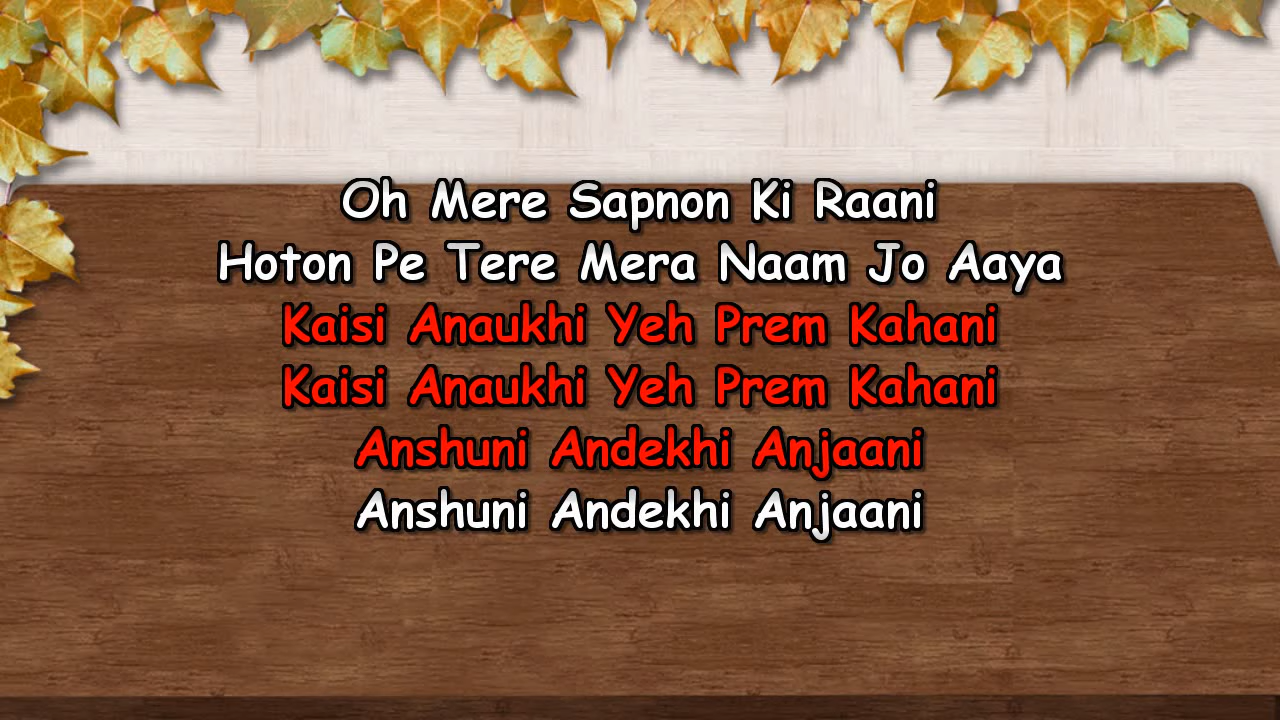 Oh Mere Sapnon Ki Raani
Hoton Pe Tere Mera Naam Jo Aaya
Kaisi Anaukhi Yeh Prem Kahani
Kaisi Anaukhi Yeh Prem Kahani
Anshuni Andekhi Anjaani
Anshuni Andekhi Anjaani